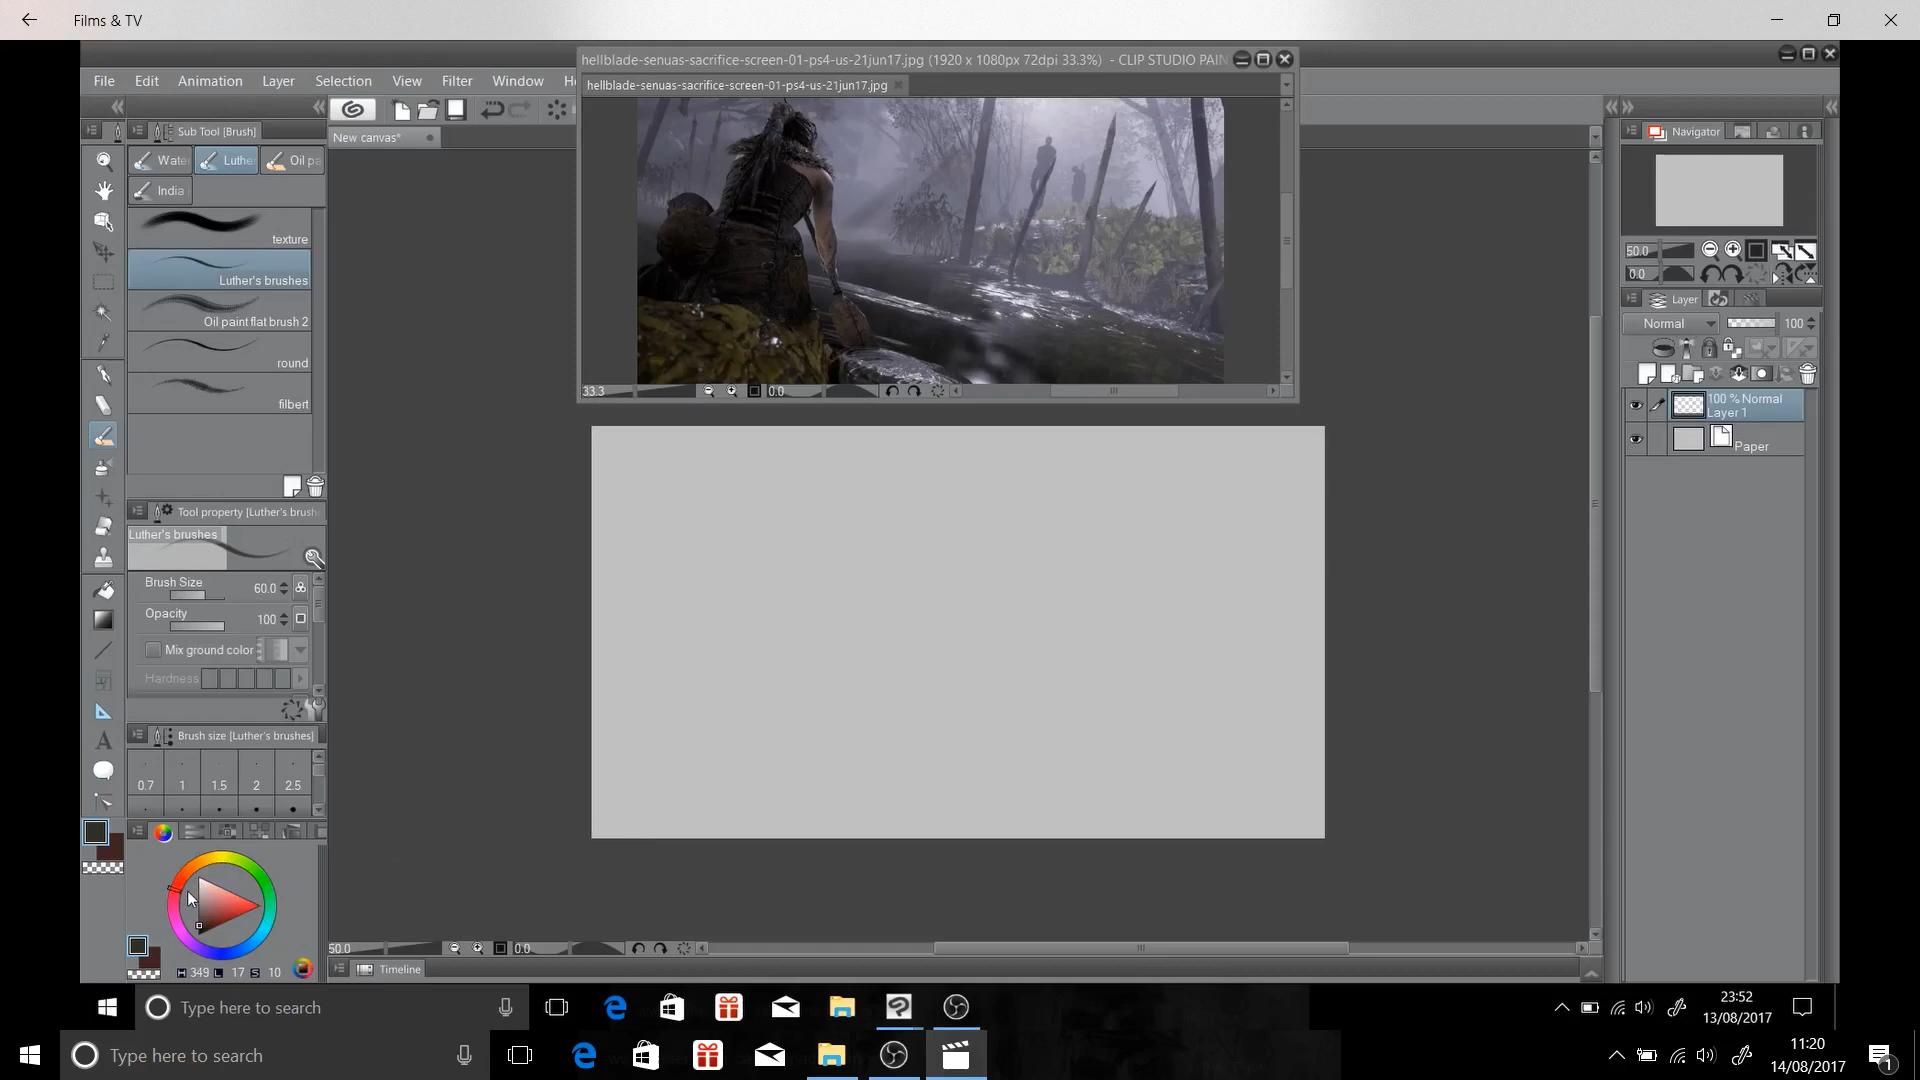 Films & TV
hellblade-senuas-sacrifice-screen-01-ps4-us-21jun17.jpg (1920 x 1080px 72dpi 33.3%) - CLIP STUDIO PAIN
File Edit Animation Layer Selection View Filter Window H
hellblade-senuas-sacrifice-screen-01-ps4-us-21jun17.jpg
Sub Tool [Brush]
New canvas*
Navigator
Wate Luthe Oil pa
India
texture
Luther's brushes
Oil paint flat brush 2
round
filbert
50.0
0.0
Layer
Normal 100
33.3 0.0
100 % Normal
Layer 1
Paper
Tool property [Luther's brush
Luther's brushes
Brush Size 60.0
Opacity 100
Mix ground color
Hardness
Brush size [Luther's brushes]
0.7 1 1.5 2 2.5
50.0 0.0
H 349 L 17 S 10
Timeline
Type here to search
23:52
13/08/2017
Type here to search
11:20
14/08/2017
1